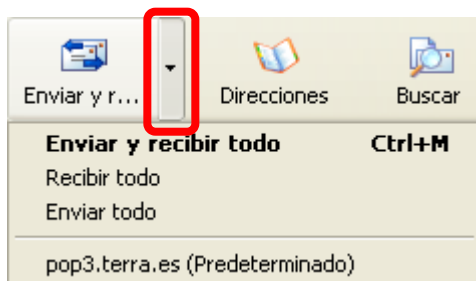 Enviar y r... Direcciones Buscar
Enviar y recibir todo Ctrl+M
Recibir todo
Enviar todo
pop3.terra.es (Predeterminado)